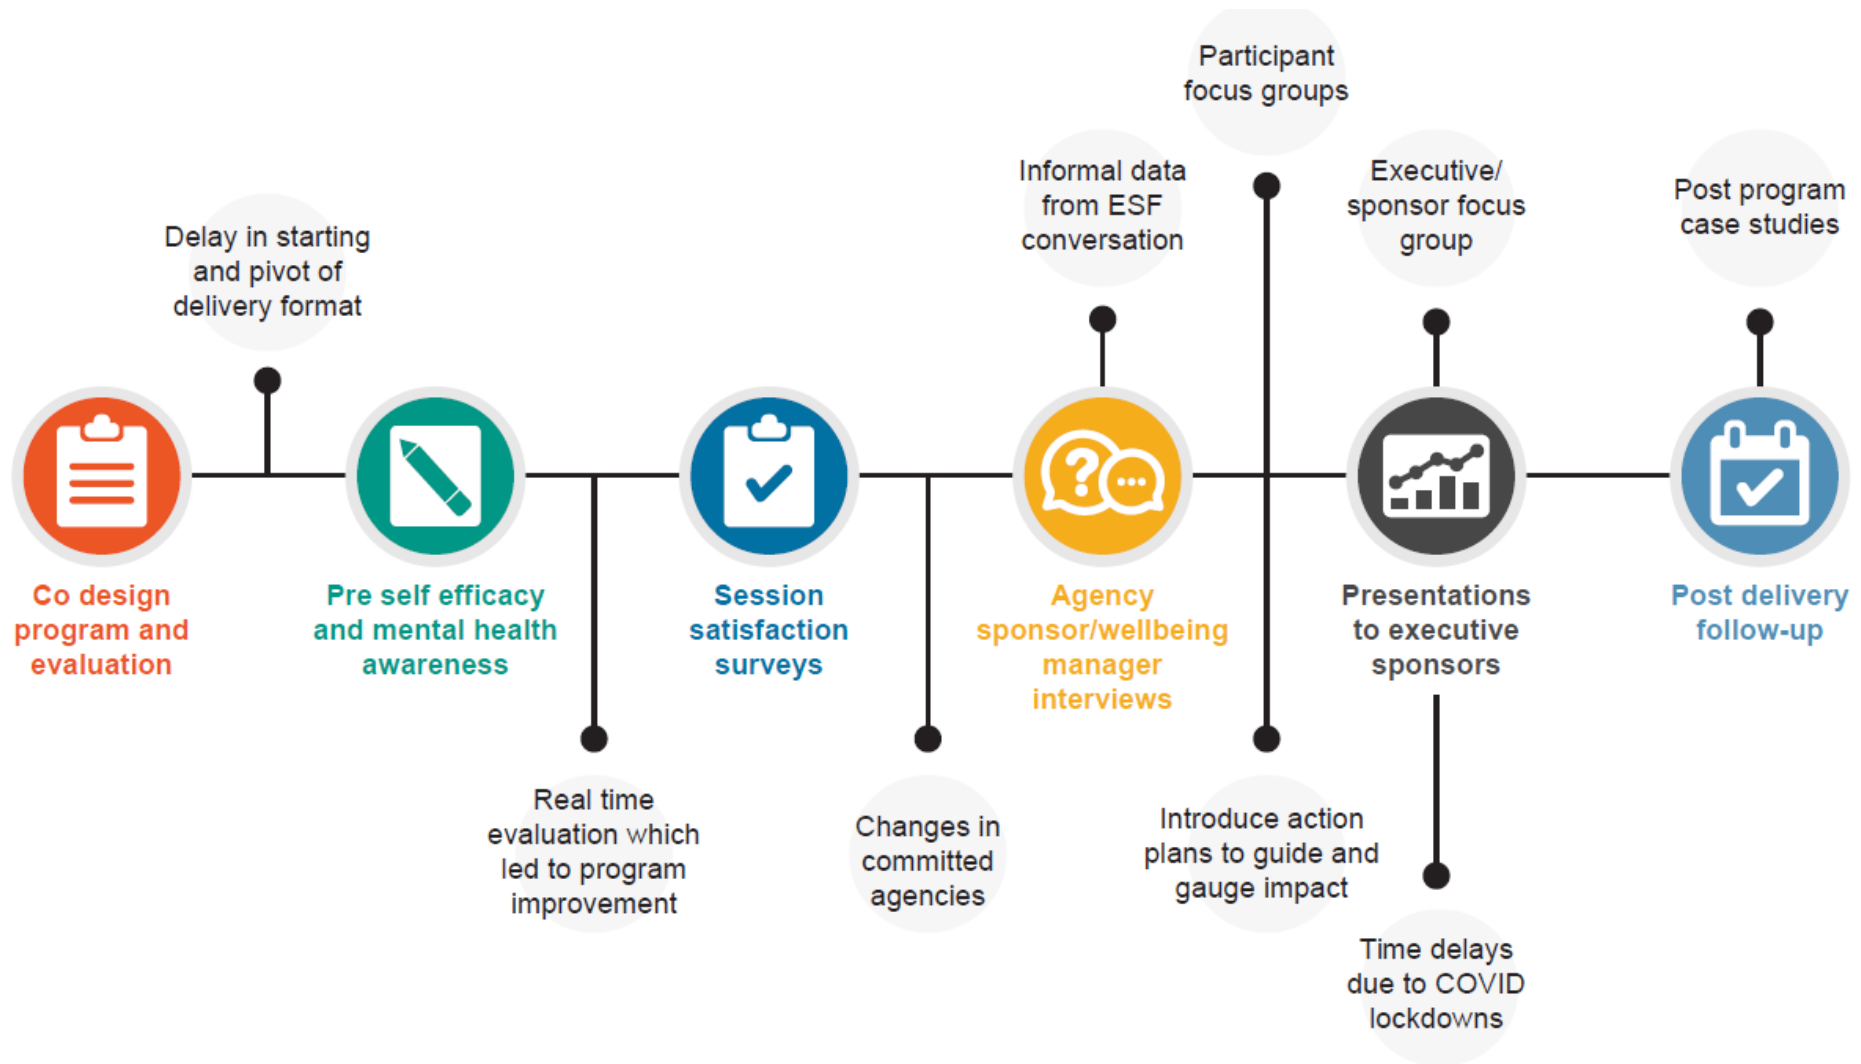 Participant
focus groups
Informal data
from ESF
conversation
Executive/
sponsor focus
group
Post program
case studies
Delay in starting
and pivot of
delivery format
Co design
program and
evaluation
Pre self efficacy
and mental health
awareness
Session
satisfaction
surveys
Agency
sponsor/wellbeing
manager
interviews
Presentations
to executive
sponsors
Post delivery
follow-up
Real time
evaluation which
led to program
improvement
Changes in
committed
agencies
Introduce action
plans to guide and
gauge impact
Time delays
due to COVID
lockdowns